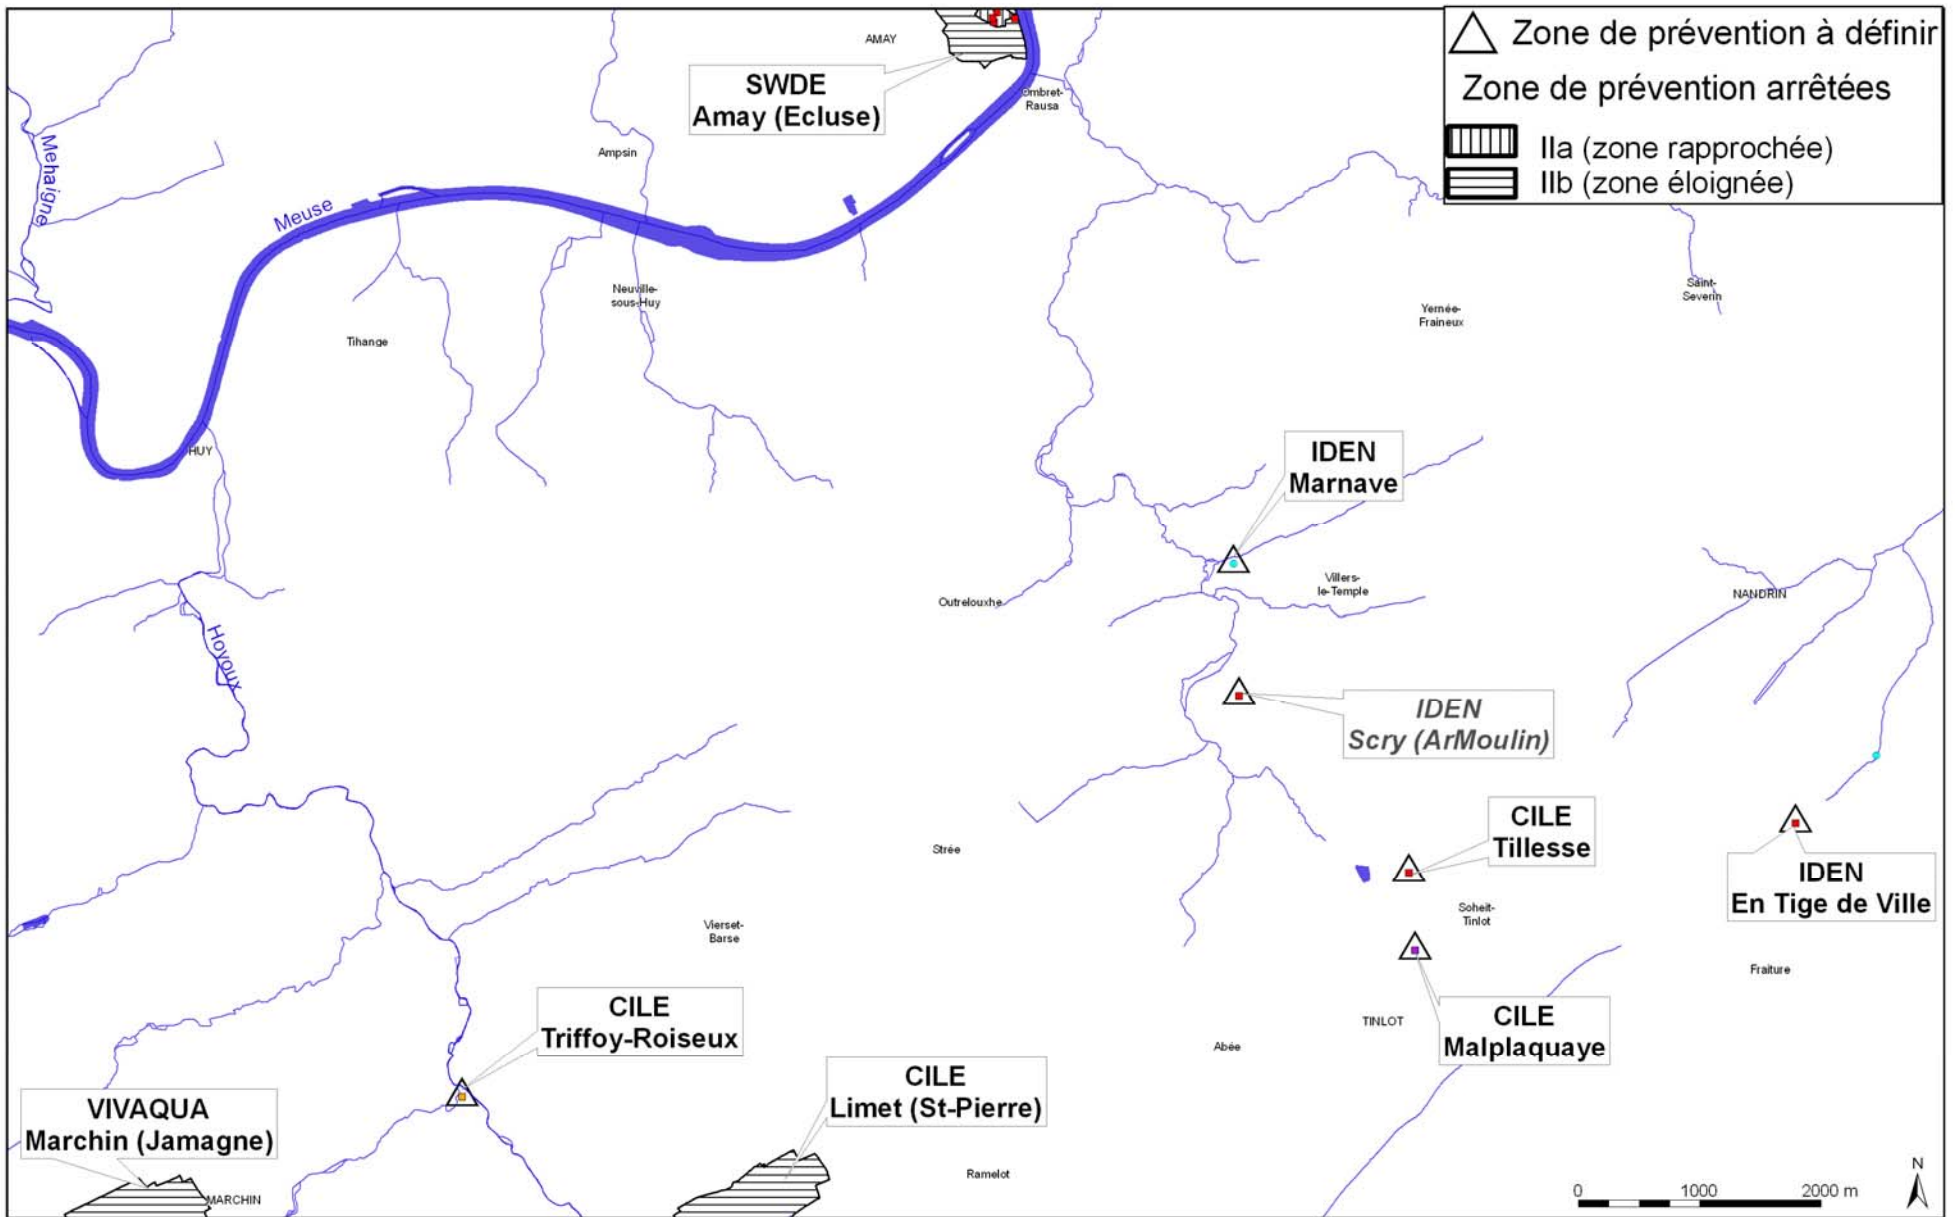 AMAY
SWDE
Amay (Ecluse)
Ombret-
Rausa
Zone de prévention à définir
Zone de prévention arrêtées
IIa (zone rapprochée)
IIb (zone éloignée)
Mehaigne
Ampsin
Meuse
Neuville-
sous-Huy
Tihange
Saint-
Severin
Yernée-
Fraineux
HUY
IDEN
Marnave
Villers-
le-Temple
Outrelouxhe
NANDRIN
Hoyoux
IDEN
Scry (ArMoulin)
CILE
Tillesse
Strée
IDEN
En Tige de Ville
Soheit-
Tinlot
Vierset-
Barse
Fraiture
CILE
Triffoy-Roiseux
CILE
Malplaquaye
TINLOT
Abée
CILE
Limet (St-Pierre)
VIVAQUA
Marchin (Jamagne)
Ramelot
MARCHIN
N
0 1000 2000 m